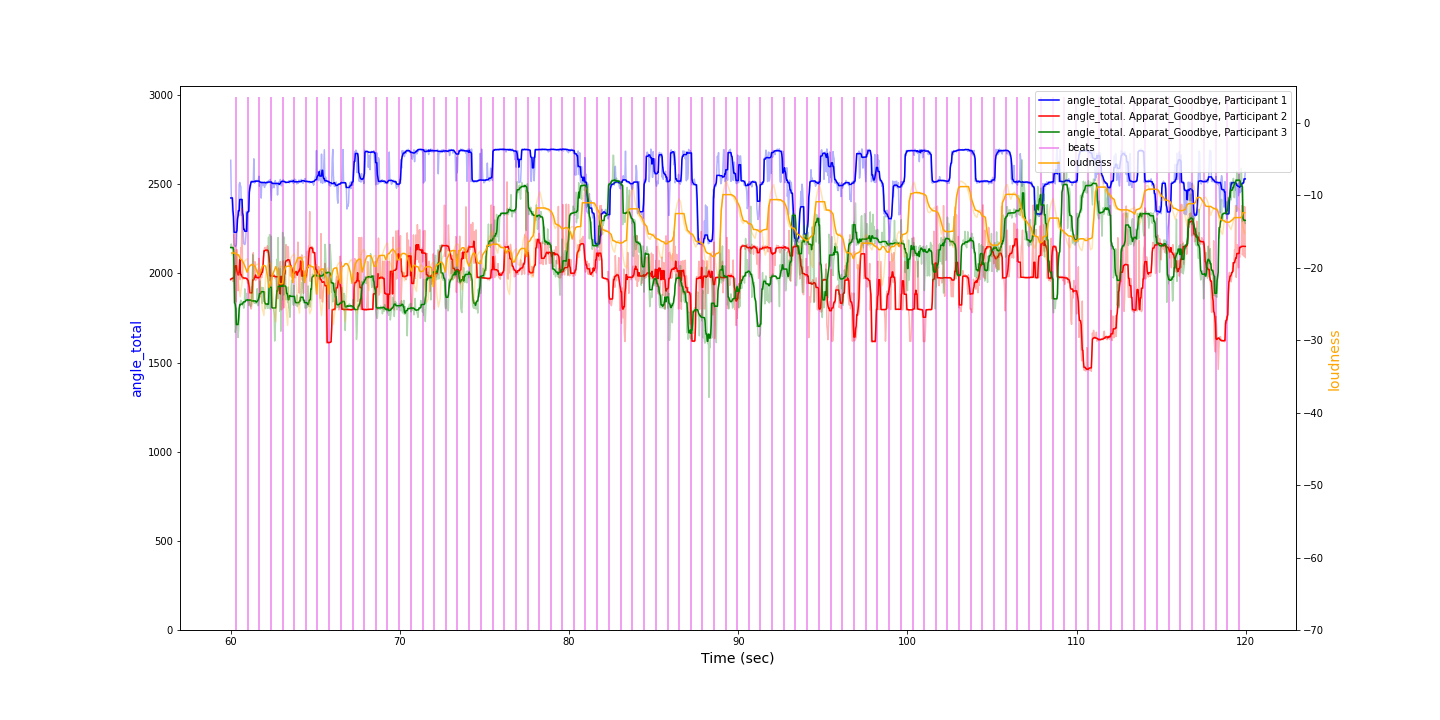 3000
2500
2000
1500
1000
500
0
angle_total
60
70
80
90
100
110
120
Time (sec)
0
−10
−20
−30
−40
−50
−60
−70
loudness
angle_total. Apparat_Goodbye, Participant 1
angle_total. Apparat_Goodbye, Participant 2
angle_total. Apparat_Goodbye, Participant 3
beats
loudness